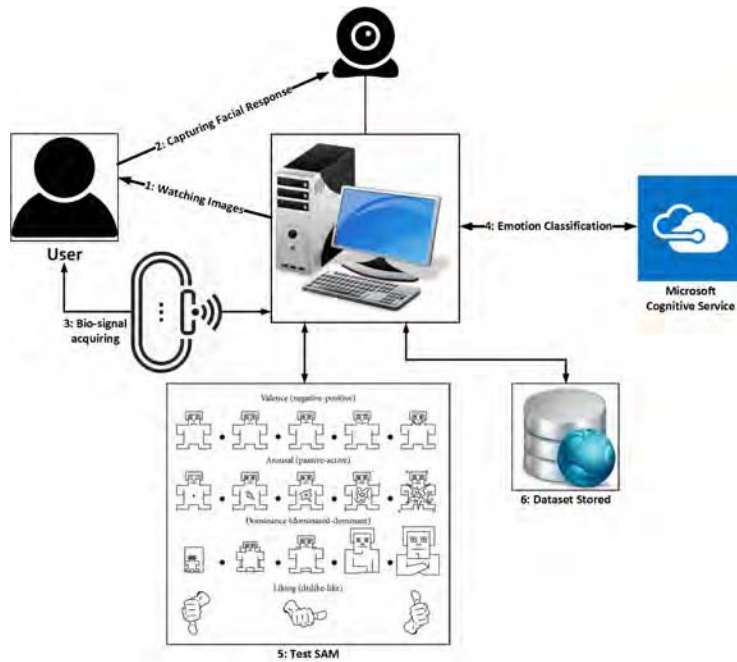 2: Capturing Facial Response
1: Watching Images
User
4: Emotion Classification
Microsoft
Cognitive Service
3: Bio-signal
acquiring
Valence (negative-positive)
Arousal (passive-active)
Dominance (dominated-dominant)
Liking (dislike-like)
6: Dataset Stored
5: Test SAM